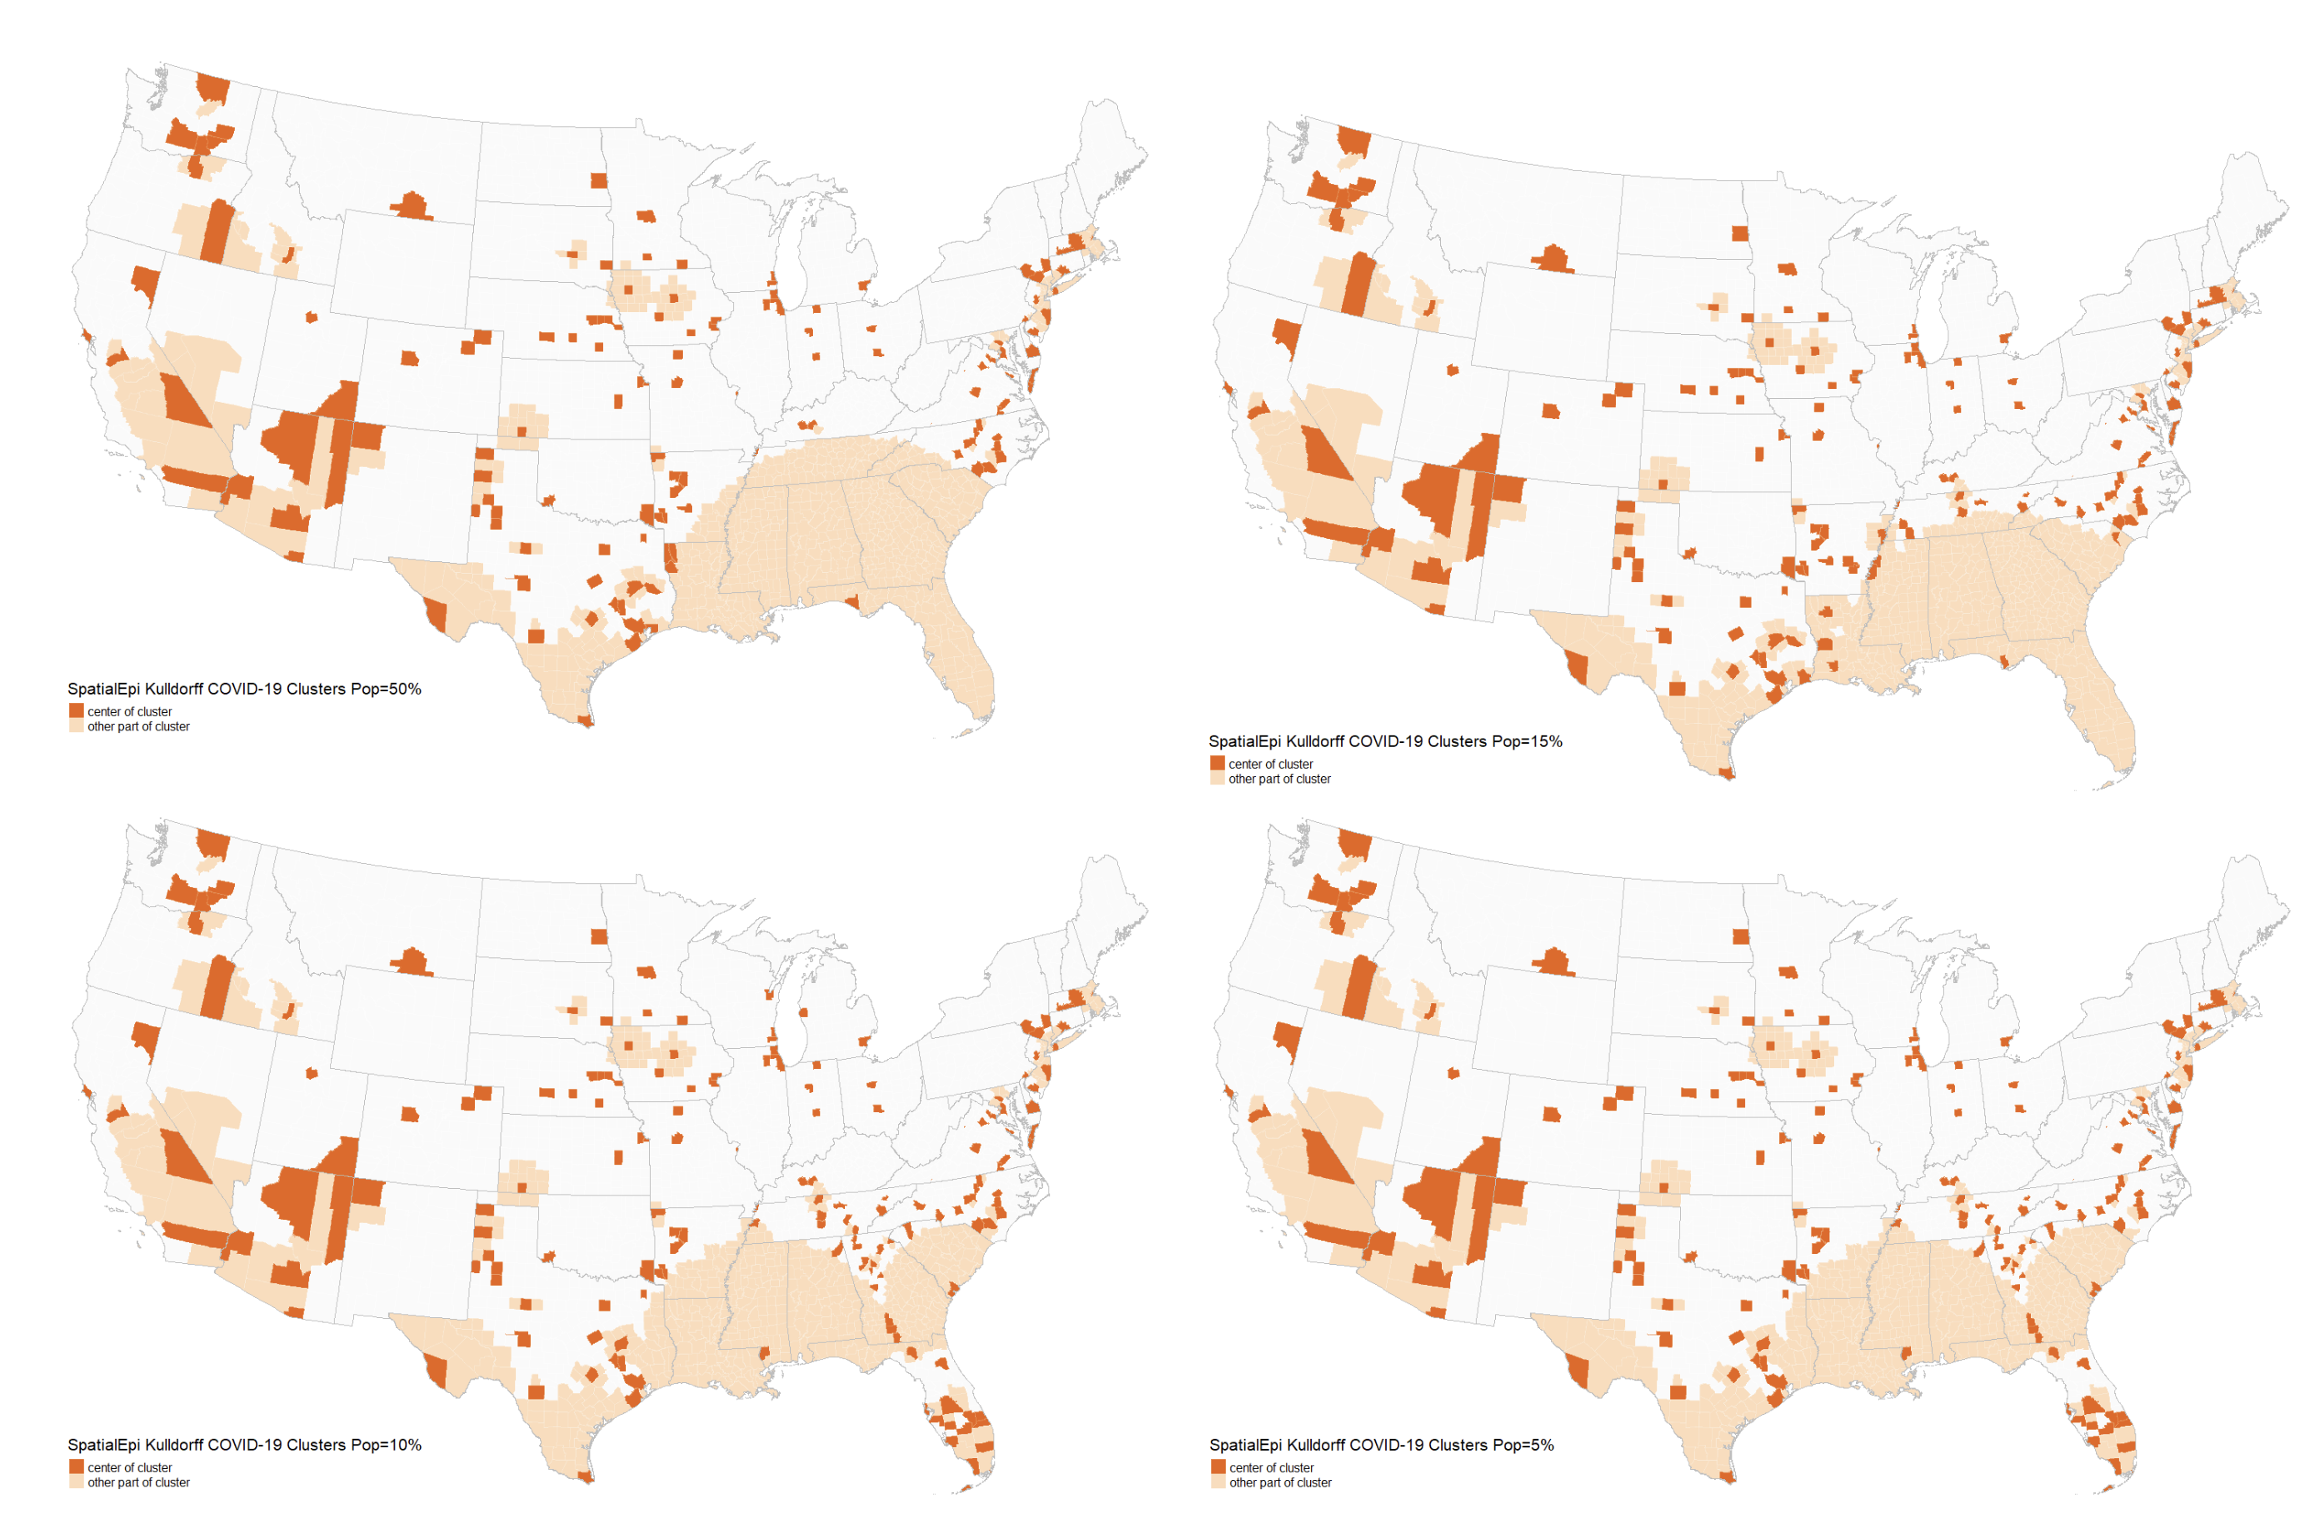 SpatialEpi Kulldorff COVID-19 Clusters Pop=50%
center of cluster
other part of cluster
SpatialEpi Kulldorff COVID-19 Clusters Pop=15%
center of cluster
other part of cluster
SpatialEpi Kulldorff COVID-19 Clusters Pop=10%
center of cluster
other part of cluster
SpatialEpi Kulldorff COVID-19 Clusters Pop=5%
center of cluster
other part of cluster